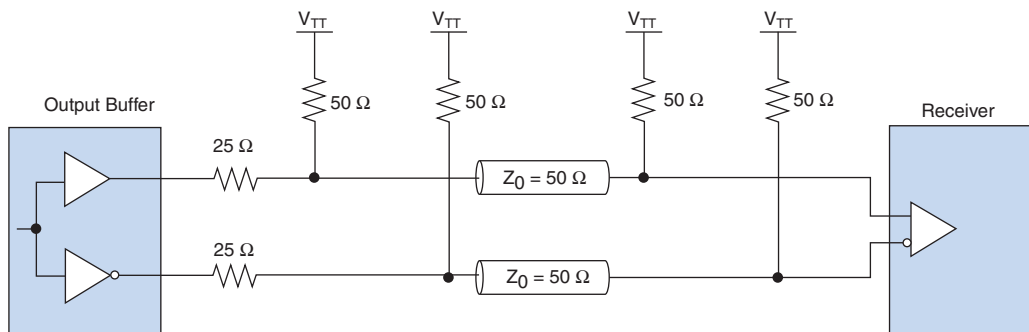 V_TT V_TT V_TT V_TT
50 Ω 50 Ω 50 Ω 50 Ω
Output Buffer Receiver
25 Ω
Z_0 = 50 Ω
25 Ω
Z_0 = 50 Ω